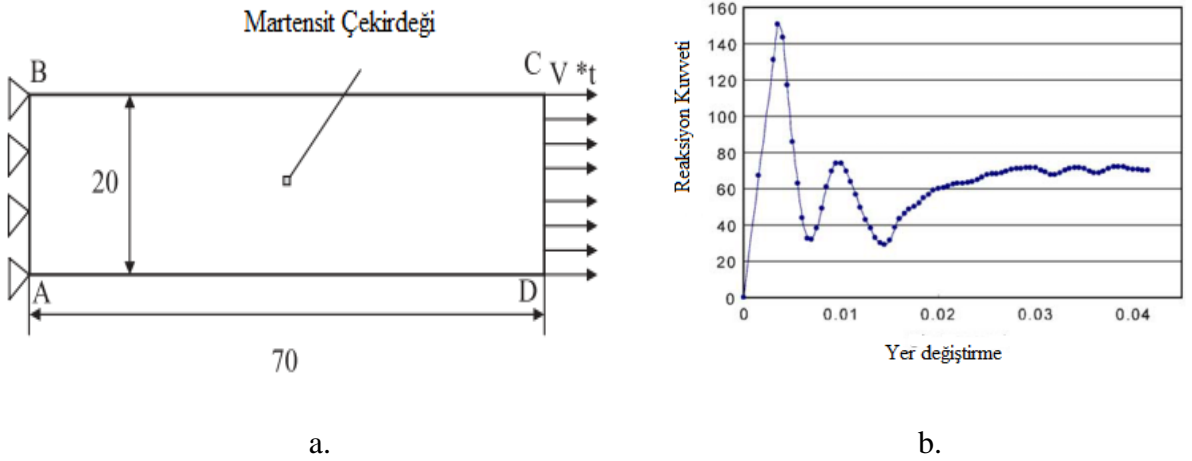 Martensit Çekirdeği
B
C V *t
20
A
D
70
a.
160
140
120
100
80
60
40
20
0
Reaksiyon Kuvveti
0 0.01 0.02 0.03 0.04
Yer değiştirme
b.